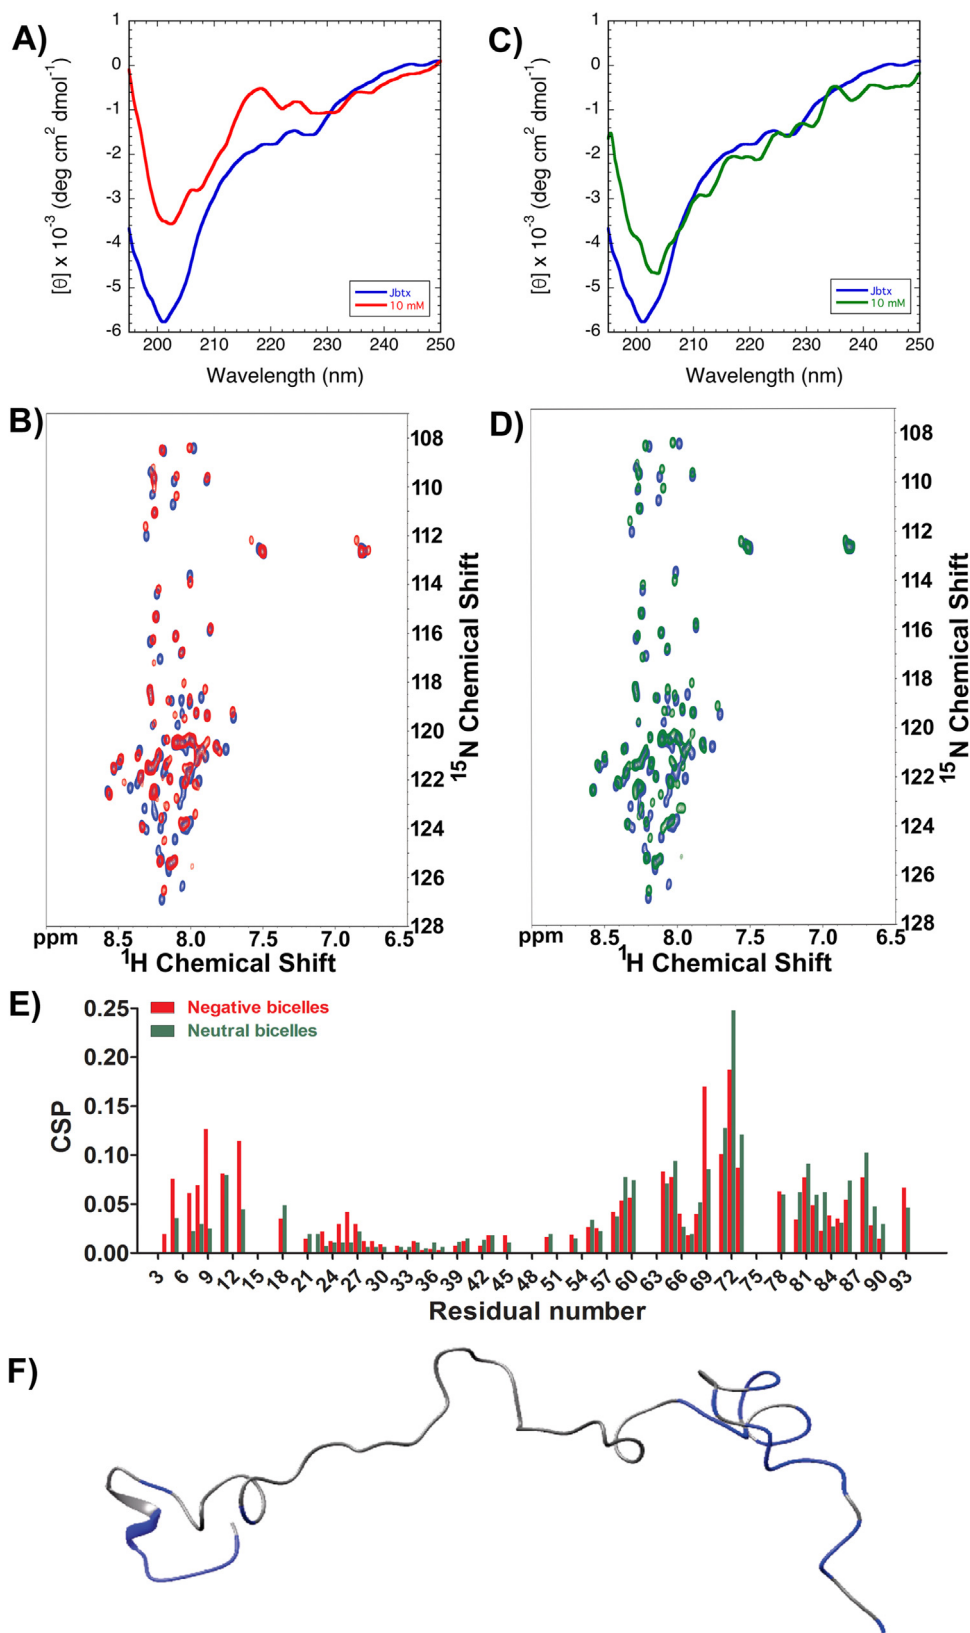 A)
[θ] x 10⁻³ (deg cm² dmol⁻¹)
1
0
-1
-2
-3
-4
-5
-6
Jbtx
10 mM
200 210 220 230 240 250
Wavelength (nm)
C)
[θ] x 10⁻³ (deg cm² dmol⁻¹)
1
0
-1
-2
-3
-4
-5
-6
Jbtx
10 mM
200 210 220 230 240 250
Wavelength (nm)
B)
108
110
112
114
116
118
120
122
124
126
128
¹⁵N Chemical Shift
ppm 8.5 8.0 7.5 7.0 6.5
¹H Chemical Shift
D)
108
110
112
114
116
118
120
122
124
126
128
¹⁵N Chemical Shift
ppm 8.5 8.0 7.5 7.0 6.5
¹H Chemical Shift
E)
Negative bicelles
Neutral bicelles
CSP
0.25
0.20
0.15
0.10
0.05
0.00
3 6 9 12 15 18 21 24 27 30 33 36 39 42 45 48 51 54 57 60 63 66 69 72 75 78 81 84 87 90 93
Residual number
F)